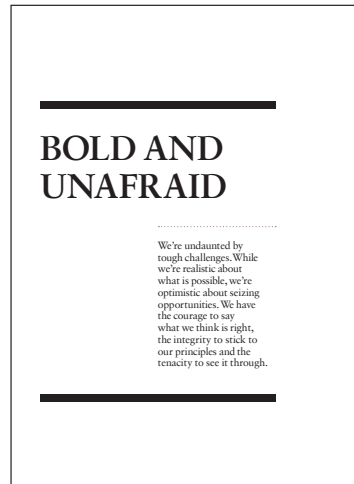 BOLD AND
UNAFRAID
We're undaunted by
tough challenges. While
we're realistic about
what is possible, we're
optimistic about seizing
opportunities. We have
the courage to say
what we think is right,
the integrity to stick to
our principles and the
tenacity to see it through.